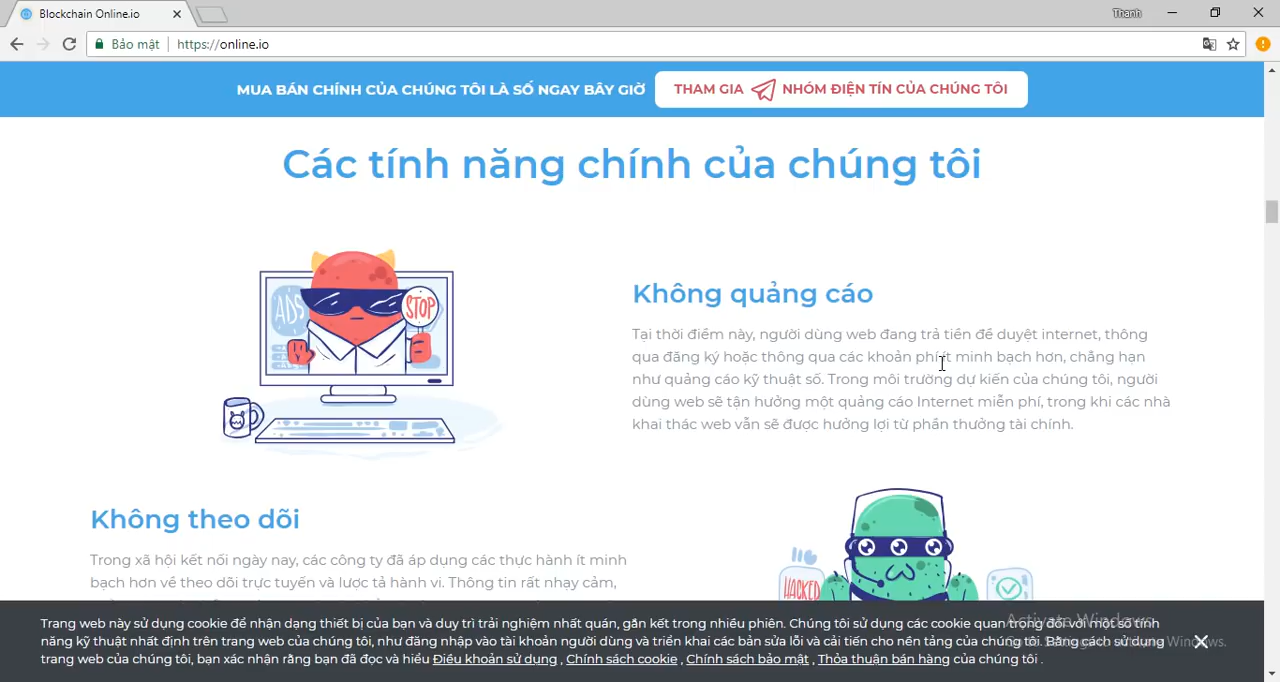 Blockchain Online.io
Thanh
Bảo mật
https://online.io
MUA BÁN CHÍNH CỦA CHÚNG TÔI LÀ SỐ NGAY BÂY GIỜ
THAM GIA NHÓM ĐIỆN TÍN CỦA CHÚNG TÔI
Các tính năng chính của chúng tôi
ADS
STOP
Không quảng cáo
Tại thời điểm này, người dùng web đang trả tiền để duyệt internet, thông
qua đăng ký hoặc thông qua các khoản phí ít minh bạch hơn, chẳng hạn
như quảng cáo kỹ thuật số. Trong môi trường dự kiến của chúng tôi, người
dùng web sẽ tận hưởng một quảng cáo Internet miễn phí, trong khi các nhà
khai thác web vẫn sẽ được hưởng lợi từ phần thưởng tài chính.
Không theo dõi
Trong xã hội kết nối ngày nay, các công ty đã áp dụng các thực hành ít minh
bạch hơn về theo dõi trực tuyến và lược tả hành vi. Thông tin rất nhạy cảm,
HACKED
Trang web này sử dụng cookie để nhận dạng thiết bị của bạn và duy trì trải nghiệm nhất quán, gắn kết trong nhiều phiên. Chúng tôi sử dụng các cookie quan trọng đối với một số tính
năng kỹ thuật nhất định trên trang web của chúng tôi, như đăng nhập vào tài khoản người dùng và triển khai các bản sửa lỗi và cải tiến cho nền tảng của chúng tôi. Bằng cách sử dụng
trang web của chúng tôi, bạn xác nhận rằng bạn đã đọc và hiểu Điều khoản sử dụng , Chính sách cookie , Chính sách bảo mật , Thỏa thuận bán hàng của chúng tôi .
Activate Windows
Go to Settings to activate Windows.